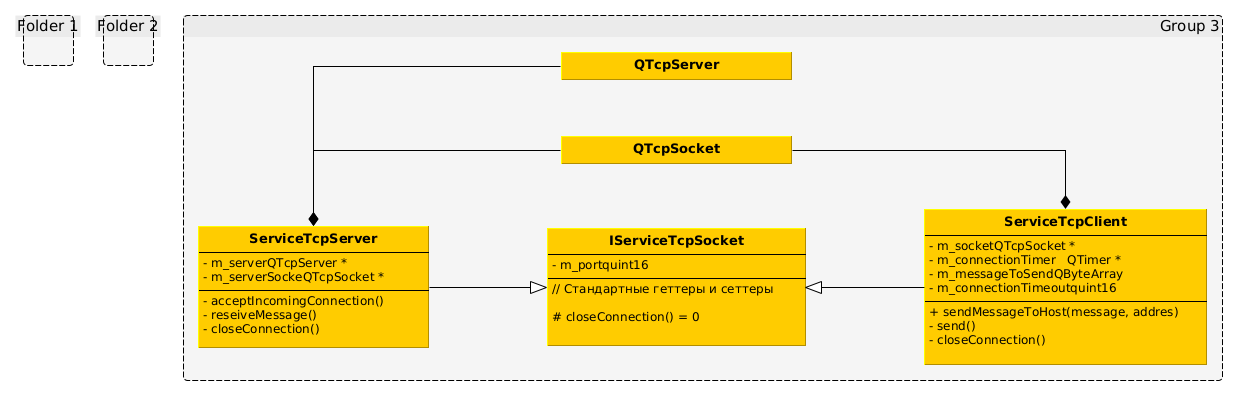 Folder 1
Folder 2
Group 3
QTcpServer
QTcpSocket
ServiceTcpServer
- m_serverQTcpServer *
- m_serverSockeQTcpSocket *
- acceptIncomingConnection()
- reseiveMessage()
- closeConnection()
IServiceTcpSocket
- m_portquint16
// Стандартные геттеры и сеттеры
# closeConnection() = 0
ServiceTcpClient
- m_socketQTcpSocket *
- m_connectionTimer QTimer *
- m_messageToSendQByteArray
- m_connectionTimeoutquint16
+ sendMessageToHost(message, addres)
- send()
- closeConnection()